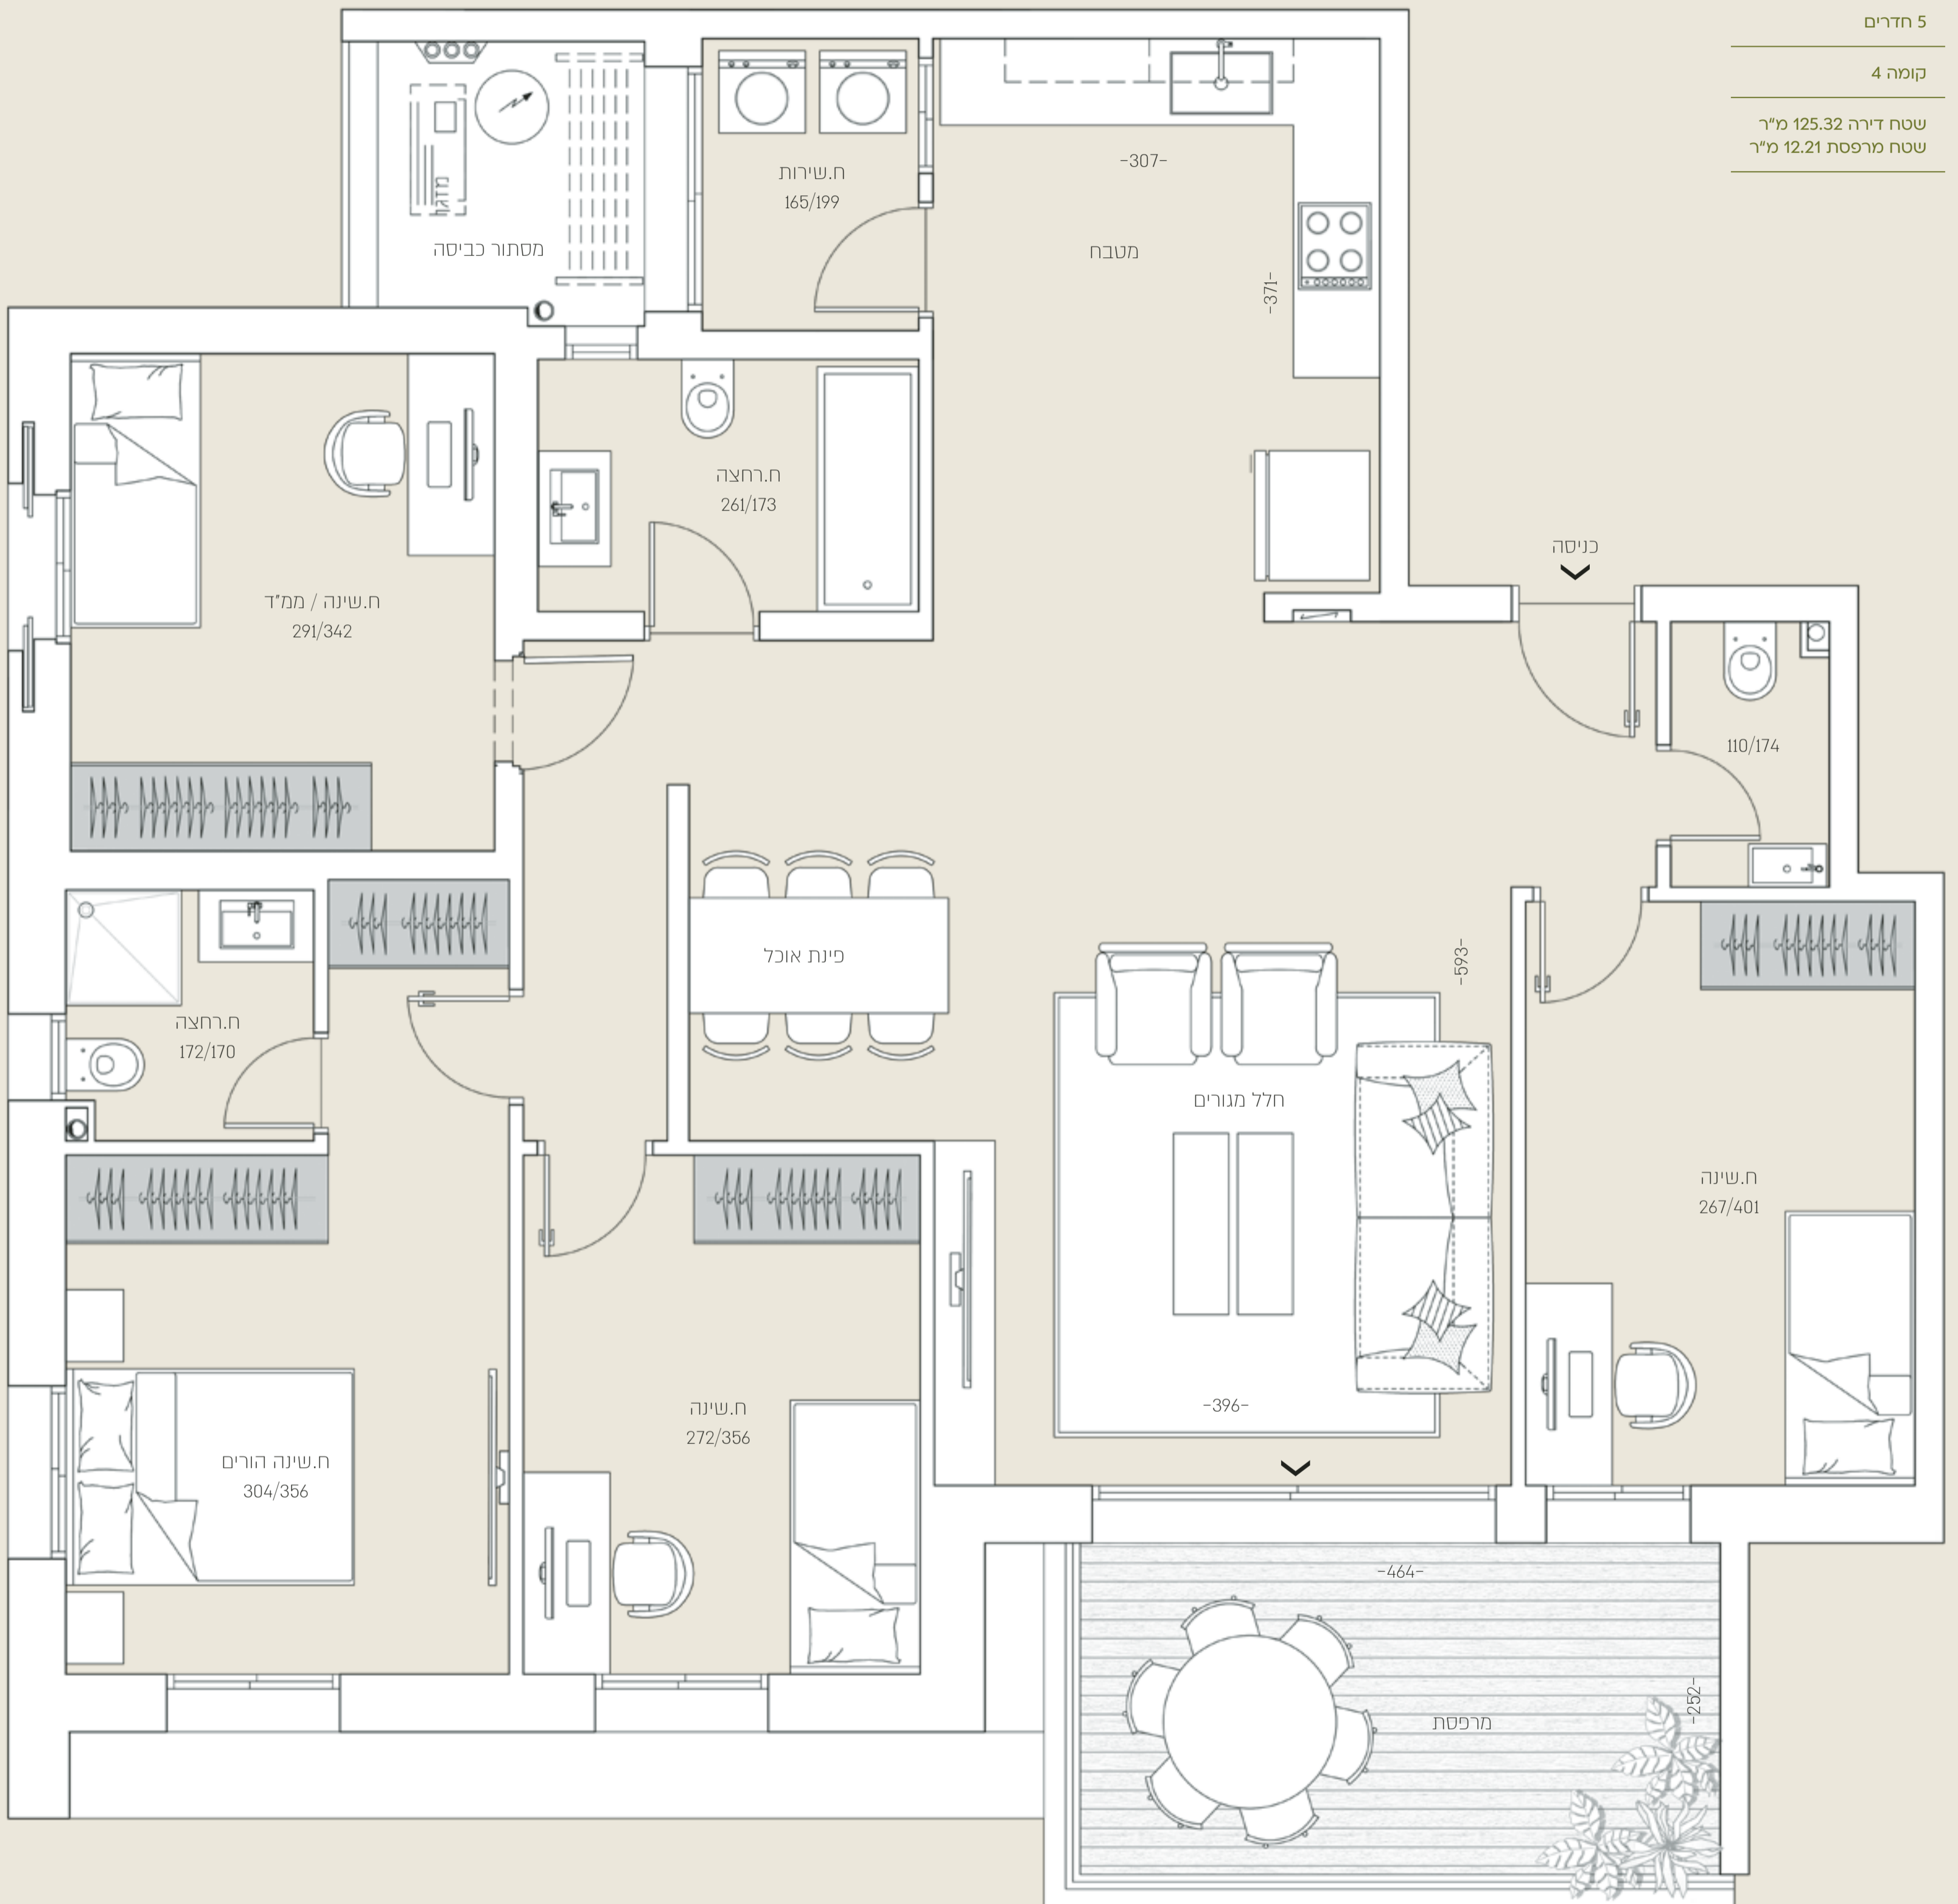 5 חדרים
קומה 4
שטח דירה 125.32 מ"ר
שטח מרפסת 12.21 מ"ר
-307-
ח.שירות
165/199
מזגן
מסתור כביסה
מטבח
-371-
ח.רחצה
261/173
כניסה
ח.שינה / ממ"ד
291/342
110/174
פינת אוכל
-593-
ח.רחצה
172/170
חלל מגורים
ח.שינה
267/401
-396-
ח.שינה
272/356
ח.שינה הורים
304/356
-464-
-252-
מרפסת